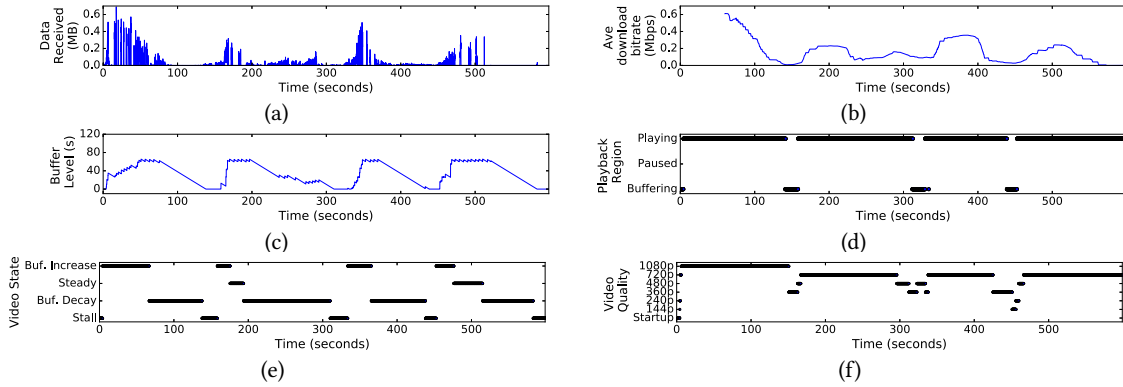 Data
Received
(MB)
0.6
0.4
0.2
0.0
0 100 200 300 400 500
Time (seconds)
(a)
Ave
download
bitrate
(Mbps)
0.6
0.4
0.2
0.0
0 100 200 300 400 500
Time (seconds)
(b)
Buffer
Level (s)
120
80
40
0
0 100 200 300 400 500
Time (seconds)
(c)
Playback
Region
Playing
Paused
Buffering
0 100 200 300 400 500
Time (seconds)
(d)
Video State
Buf. Increase
Steady
Buf. Decay
Stall
0 100 200 300 400 500
Time (seconds)
(e)
Video
Quality
1080p
720p
480p
360p
240p
144p
Startup
0 100 200 300 400 500
Time (seconds)
(f)